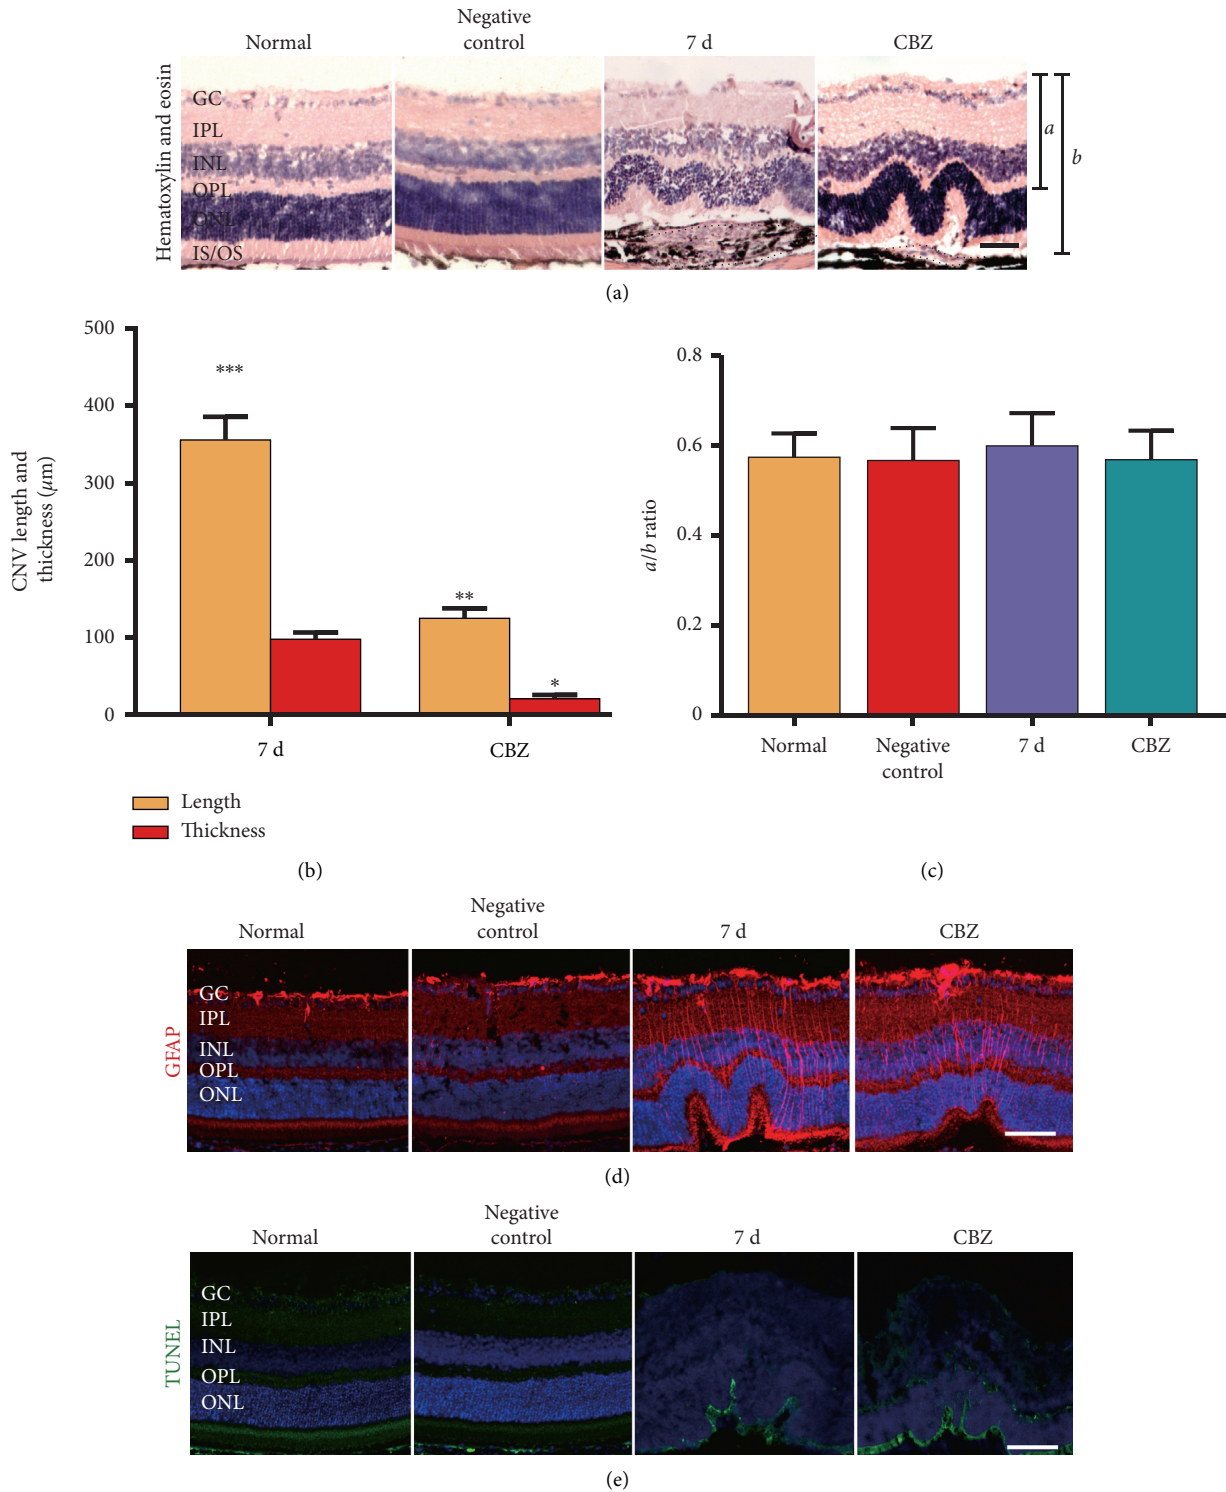 Normal
Negative
control
7 d
CBZ
Hematoxylin and eosin
GC
IPL
INL
OPL
ONL
IS/OS
a
b
(a)
CNV length and
thickness (μm)
500
400
300
200
100
0
***
**
*
7 d
CBZ
Length
Thickness
(b)
a/b ratio
0.8
0.6
0.4
0.2
0
Normal
Negative
control
7 d
CBZ
(c)
Normal
Negative
control
7 d
CBZ
GFAP
GC
IPL
INL
OPL
ONL
(d)
Normal
Negative
control
7 d
CBZ
TUNEL
GC
IPL
INL
OPL
ONL
(e)